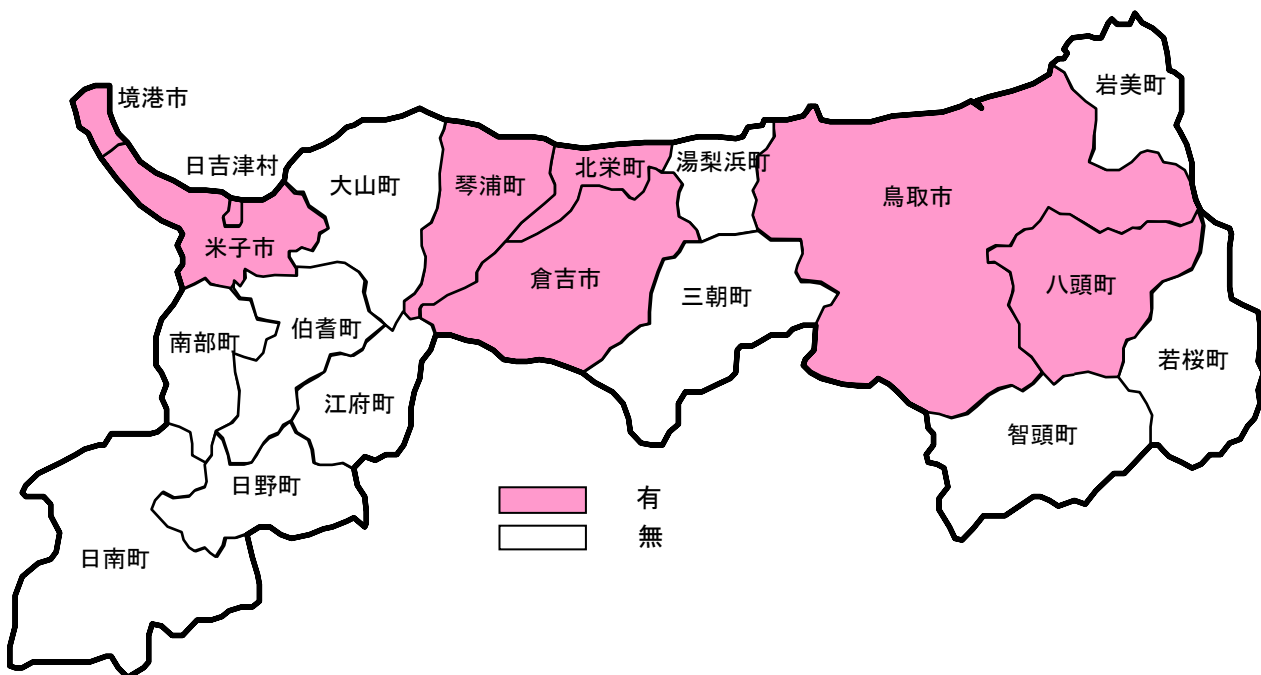 岩美町
境港市
日吉津村
大山町
琴浦町
北栄町
湯梨浜町
鳥取市
米子市
倉吉市
三朝町
八頭町
南部町
伯耆町
若桜町
江府町
智頭町
日野町
日南町
有
無